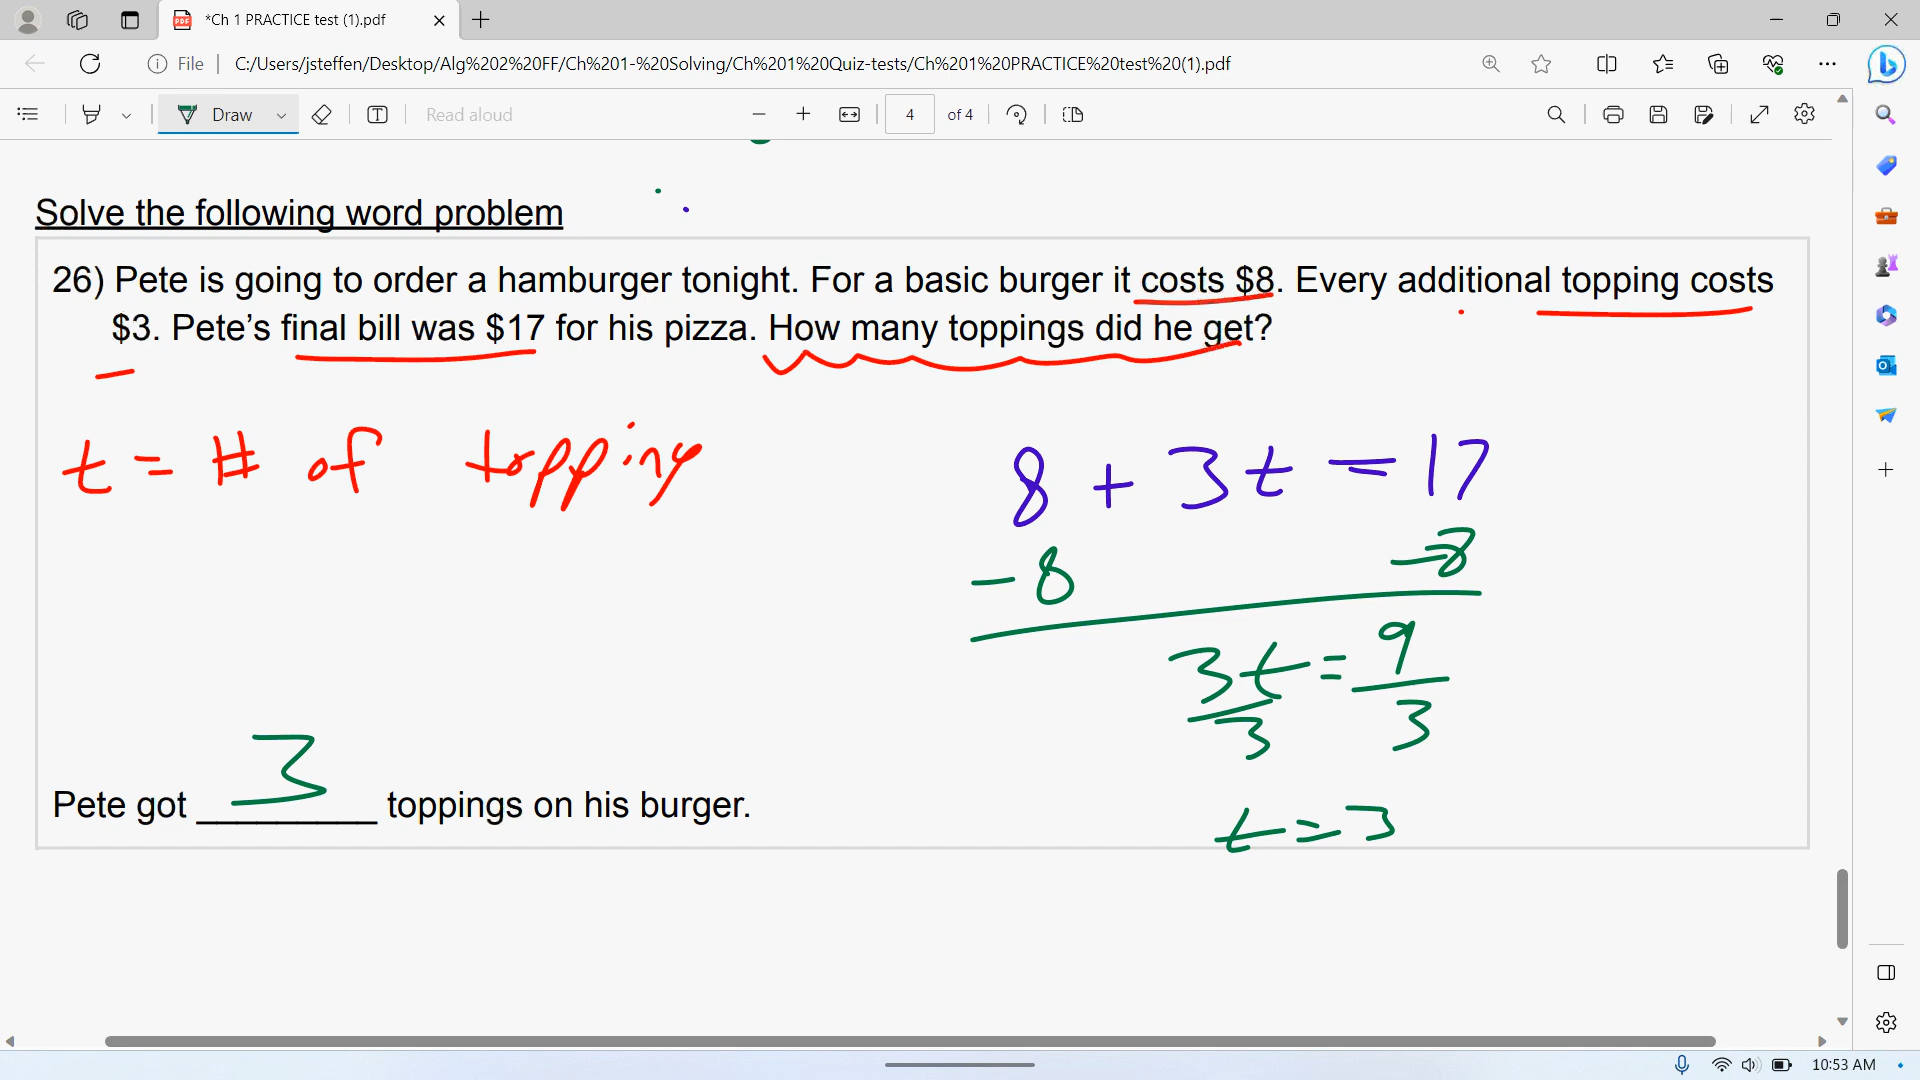 *Ch 1 PRACTICE test (1).pdf
File
C:/Users/jsteffen/Desktop/Alg%202%20FF/Ch%201-%20Solving/Ch%201%20Quiz-tests/Ch%201%20PRACTICE%20test%20(1).pdf
Draw
Read aloud
4 of 4
Solve the following word problem
26) Pete is going to order a hamburger tonight. For a basic burger it costs $8. Every additional topping costs
$3. Pete’s final bill was $17 for his pizza. How many toppings did he get?
t = # of topping
8 + 3t = 17
-8 -8
3t = 9
3 3
t = 3
Pete got 3 toppings on his burger.
10:53 AM